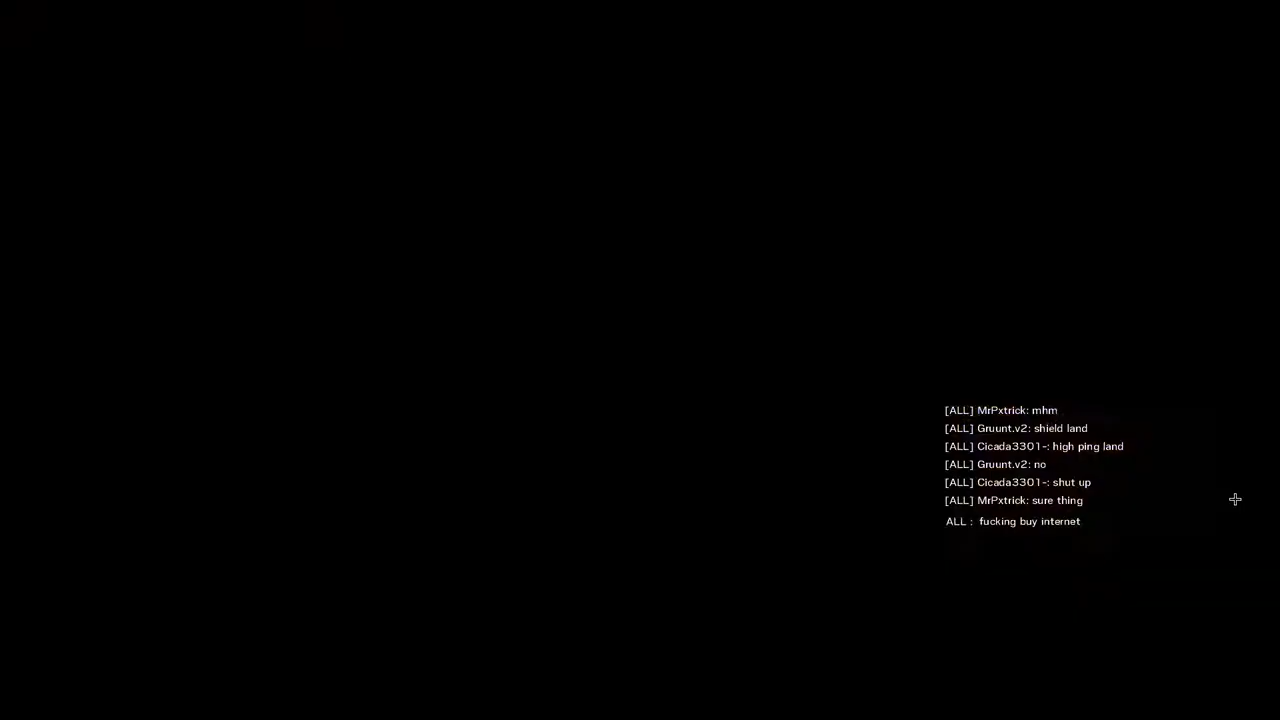 [ALL] MrPxtrick: mhm
[ALL] Gruunt.v2: shield land
[ALL] Cicada3301-: high ping land
[ALL] Gruunt.v2: no
[ALL] Cicada3301-: shut up
[ALL] MrPxtrick: sure thing
ALL : fucking buy internet